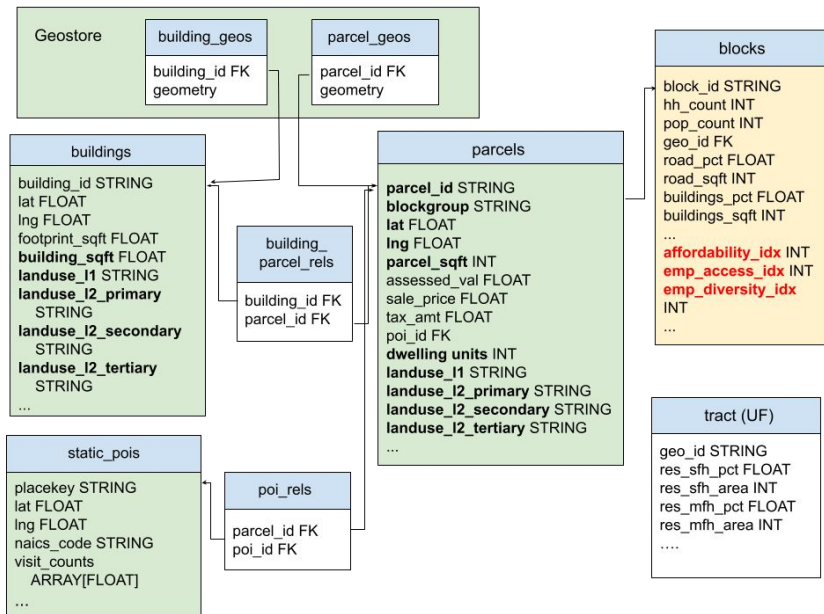 Geostore
building_geos
building_id FK
geometry
parcel_geos
parcel_id FK
geometry
blocks
block_id STRING
hh_count INT
pop_count INT
geo_id FK
road_pct FLOAT
road_sqft INT
buildings_pct FLOAT
buildings_sqft INT
...
affordability_idx INT
emp_access_idx INT
emp_diversity_idx
INT
...
buildings
building_id STRING
lat FLOAT
lng FLOAT
footprint_sqft FLOAT
building_sqft FLOAT
landuse_l1 STRING
landuse_l2_primary
STRING
landuse_l2_secondary
STRING
landuse_l2_tertiary
STRING
...
building_
parcel_rels
building_id FK
parcel_id FK
parcels
parcel_id STRING
blockgroup STRING
lat FLOAT
lng FLOAT
parcel_sqft INT
assessed_val FLOAT
sale_price FLOAT
tax_amt FLOAT
poi_id FK
dwelling units INT
landuse_l1 STRING
landuse_l2_primary STRING
landuse_l2_secondary STRING
landuse_l2_tertiary STRING
...
tract (UF)
geo_id STRING
res_sfh_pct FLOAT
res_sfh_area INT
res_mfh_pct FLOAT
res_mfh_area INT
....
static_pois
placekey STRING
lat FLOAT
lng FLOAT
naics_code STRING
visit_counts
ARRAY[FLOAT]
...
poi_rels
parcel_id FK
poi_id FK